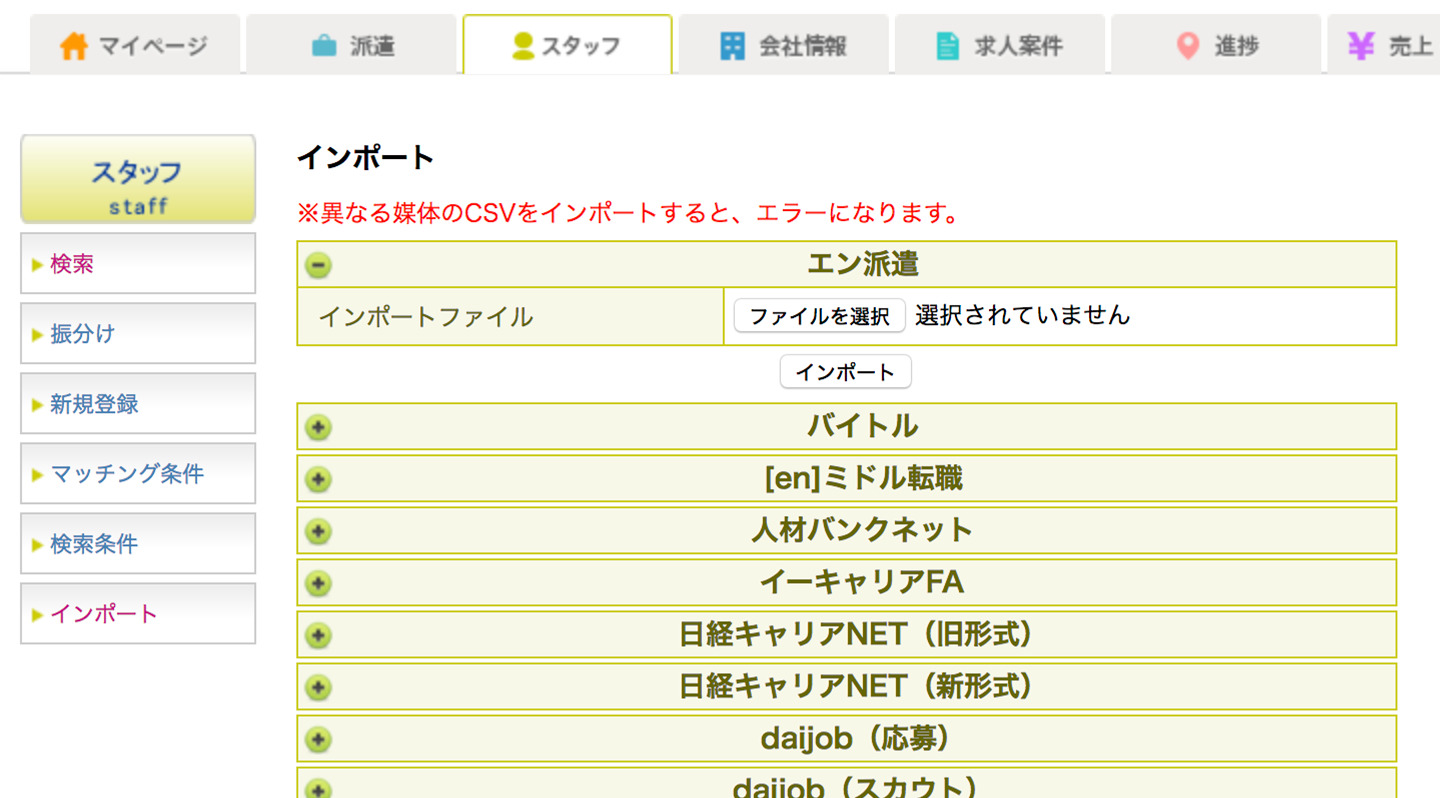 マイページ
派遣
スタッフ
会社情報
求人案件
進捗
売上
スタッフ
staff
検索
振分け
新規登録
マッチング条件
検索条件
インポート
インポート
※異なる媒体のCSVをインポートすると、エラーになります。
エン派遣
インポートファイル
ファイルを選択 選択されていません
インポート
バイトル
[en]ミドル転職
人材バンクネット
イーキャリアFA
日経キャリアNET（旧形式）
日経キャリアNET（新形式）
daijob（応募）
daijob（スカウト）